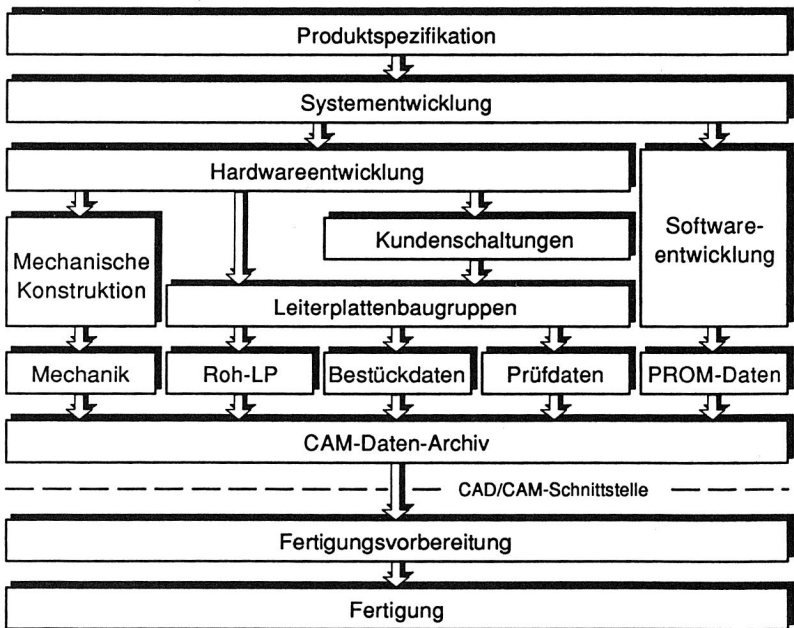 Produktspezifikation
Systementwicklung
Hardwareentwicklung
Software-
entwicklung
Mechanische
Konstruktion
Kundenschaltungen
Leiterplattenbaugruppen
Mechanik
Roh-LP
Bestückdaten
Prüfdaten
PROM-Daten
CAM-Daten-Archiv
CAD/CAM-Schnittstelle
Fertigungsvorbereitung
Fertigung